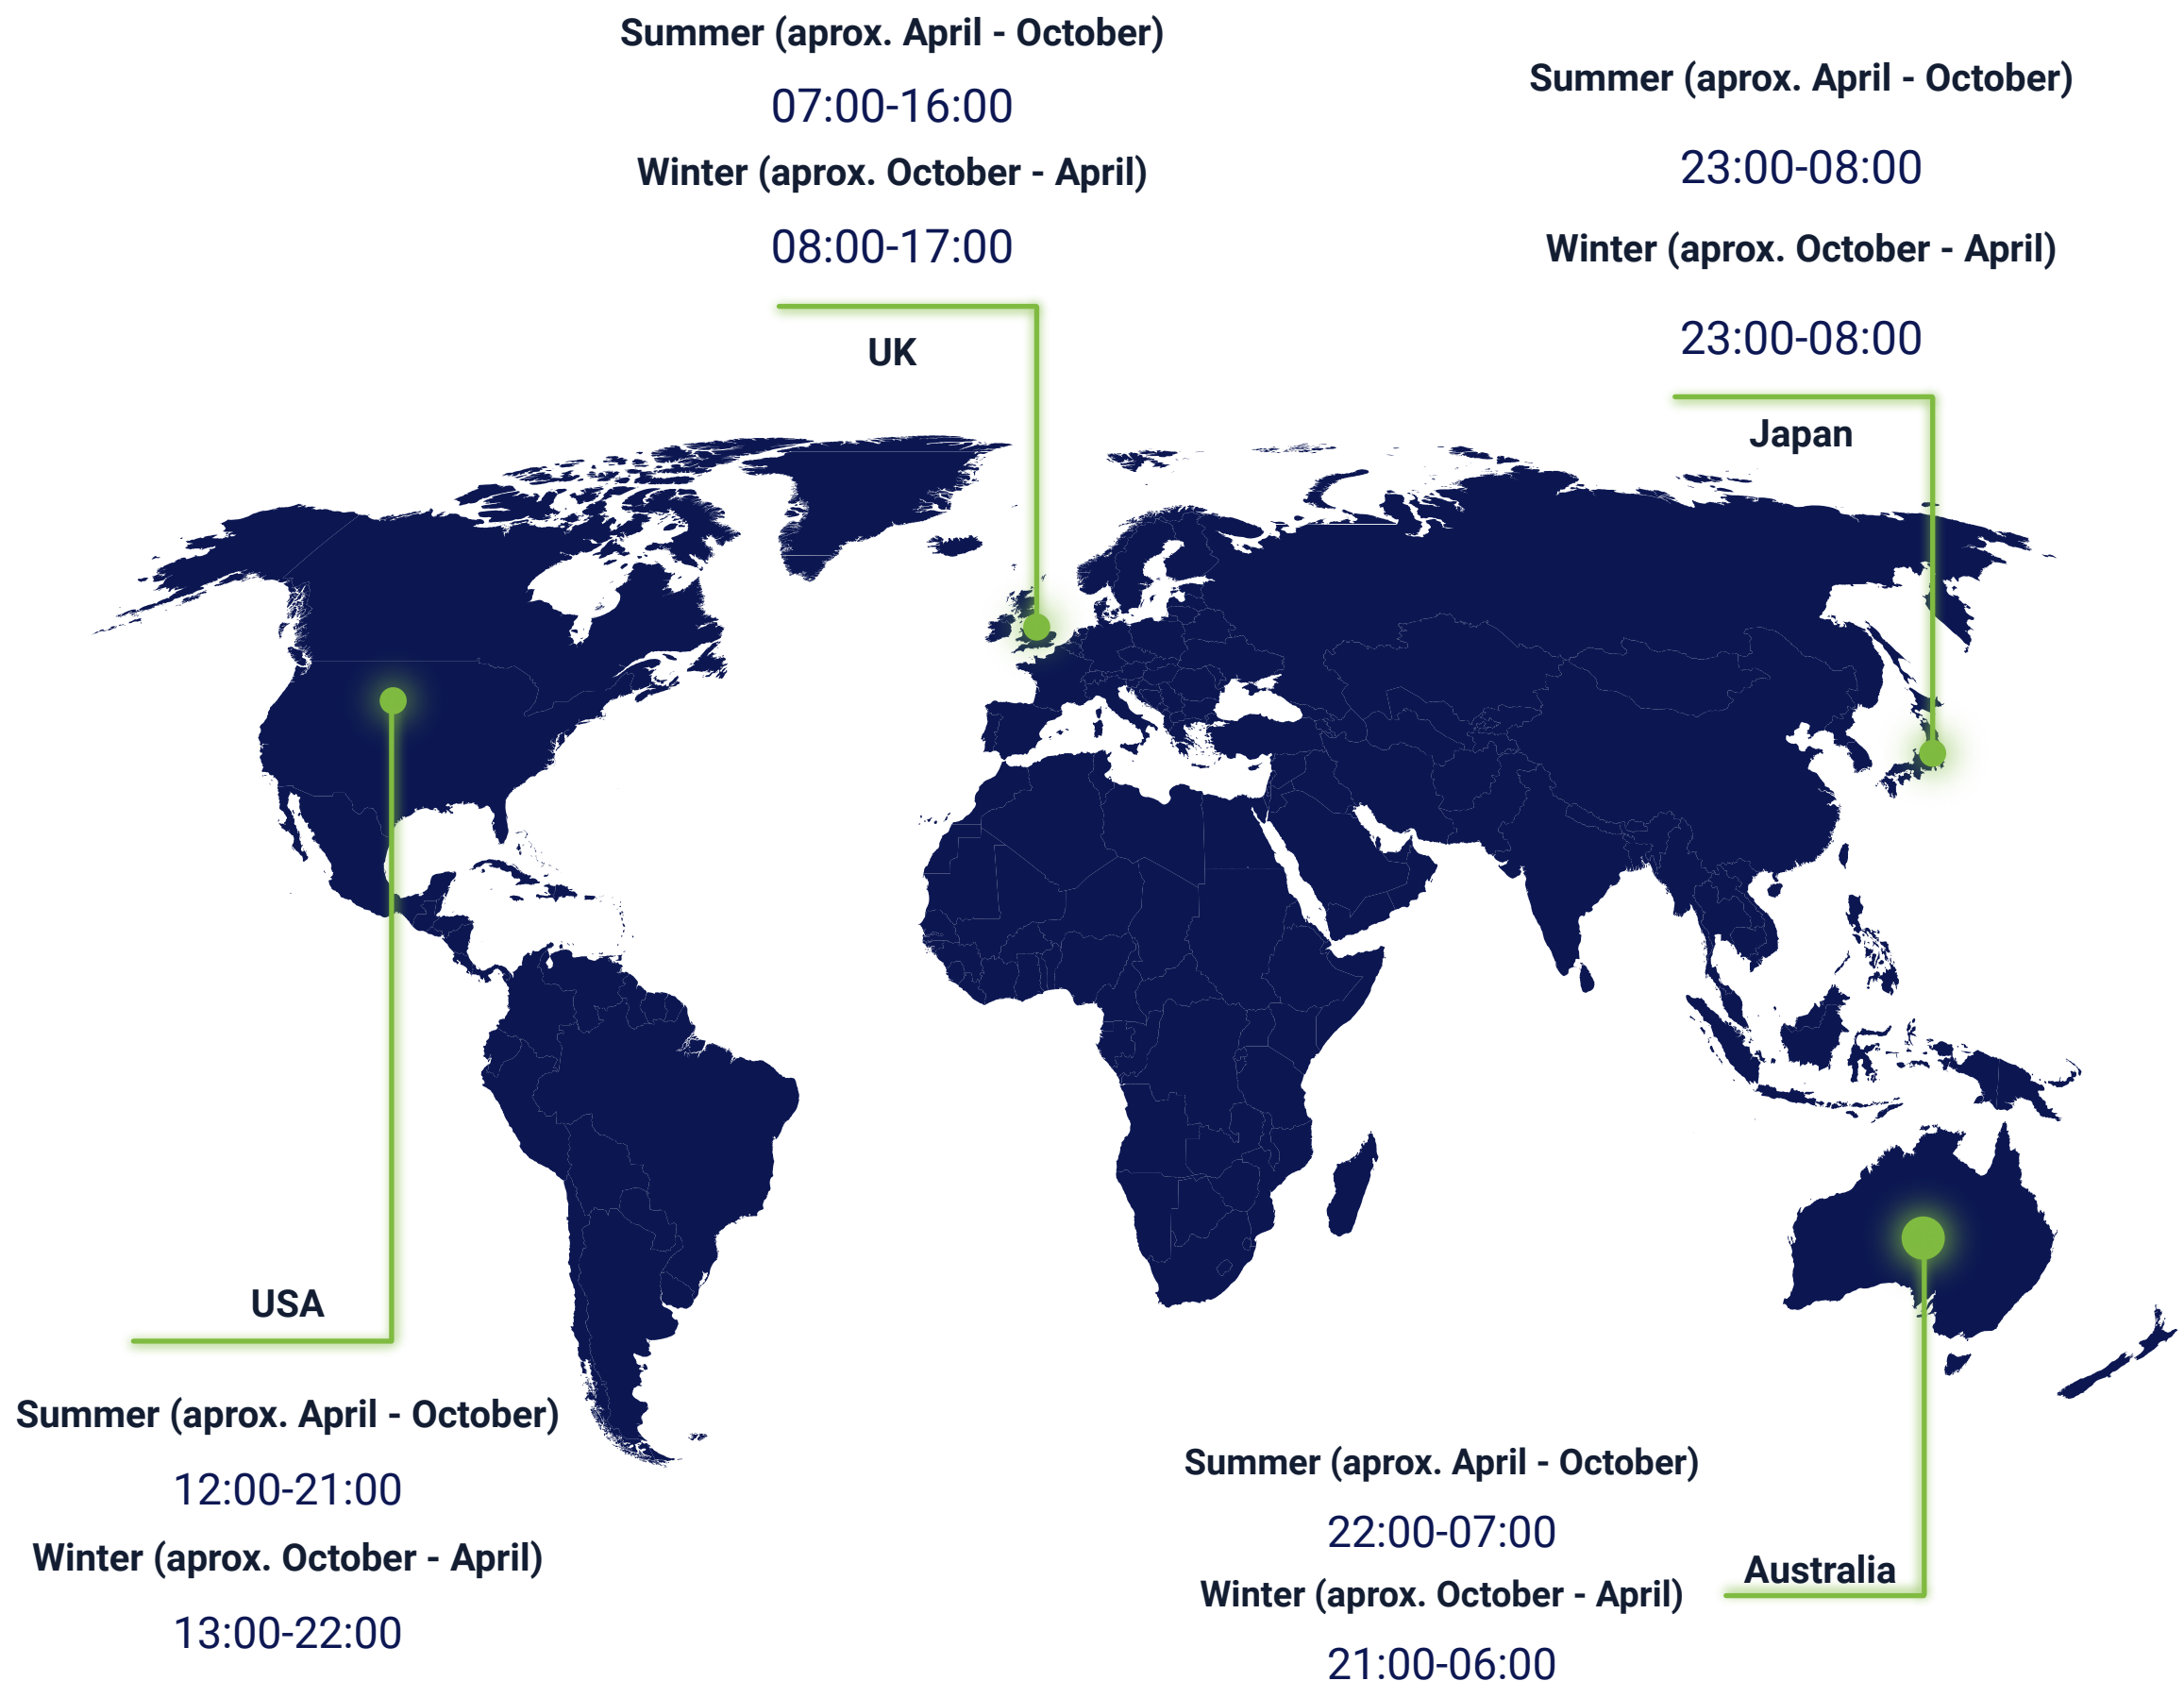 Summer (aprox. April - October)
07:00-16:00
Winter (aprox. October - April)
08:00-17:00
UK
Summer (aprox. April - October)
23:00-08:00
Winter (aprox. October - April)
23:00-08:00
Japan
USA
Summer (aprox. April - October)
12:00-21:00
Winter (aprox. October - April)
13:00-22:00
Summer (aprox. April - October)
22:00-07:00
Winter (aprox. October - April)
21:00-06:00
Australia